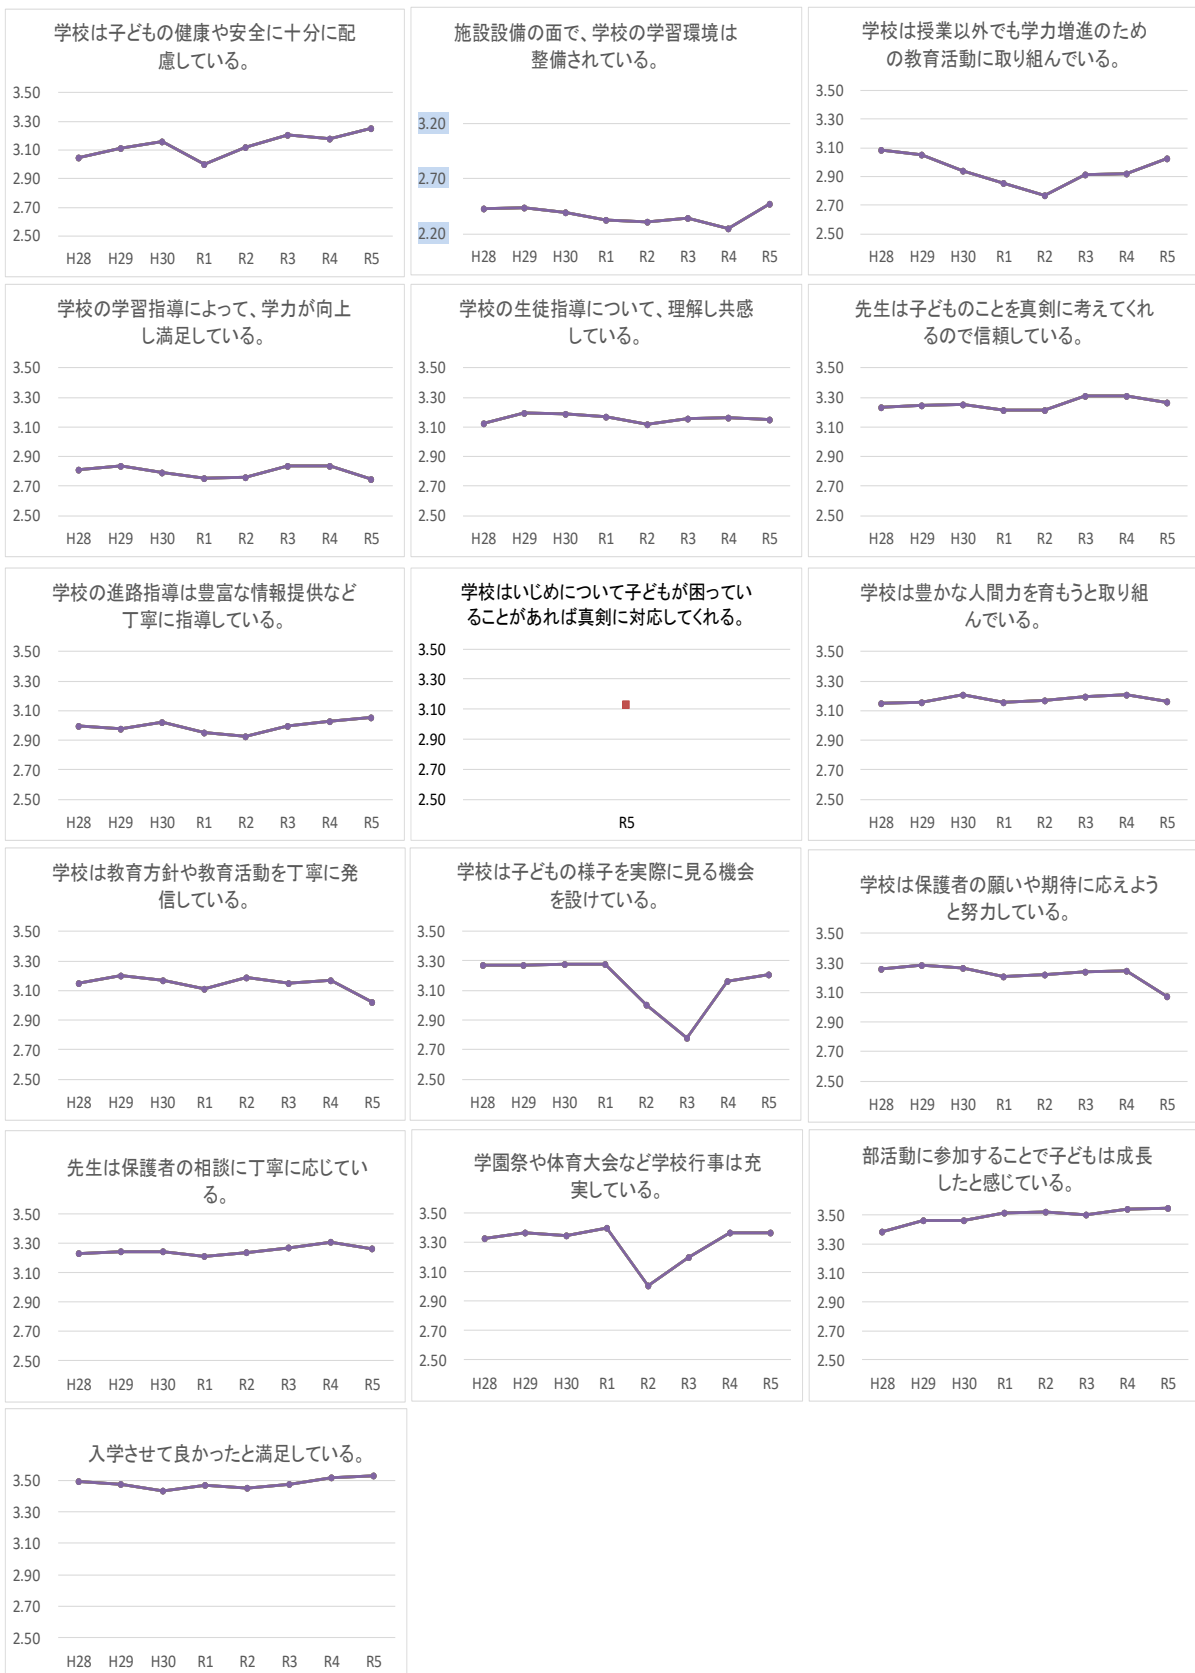 学校は子どもの健康や安全に十分に配
慮している。
3.50
3.30
3.10
2.90
2.70
2.50
H28 H29 H30 R1 R2 R3 R4 R5
施設設備の面で、学校の学習環境は
整備されている。
3.20
2.70
2.20
H28 H29 H30 R1 R2 R3 R4 R5
学校は授業以外でも学力増進のため
の教育活動に取り組んでいる。
3.50
3.30
3.10
2.90
2.70
2.50
H28 H29 H30 R1 R2 R3 R4 R5
学校の学習指導によって、学力が向上
し満足している。
3.50
3.30
3.10
2.90
2.70
2.50
H28 H29 H30 R1 R2 R3 R4 R5
学校の生徒指導について、理解し共感
している。
3.50
3.30
3.10
2.90
2.70
2.50
H28 H29 H30 R1 R2 R3 R4 R5
先生は子どものことを真剣に考えてくれ
るので信頼している。
3.50
3.30
3.10
2.90
2.70
2.50
H28 H29 H30 R1 R2 R3 R4 R5
学校の進路指導は豊富な情報提供など
丁寧に指導している。
3.50
3.30
3.10
2.90
2.70
2.50
H28 H29 H30 R1 R2 R3 R4 R5
学校はいじめについて子どもが困ってい
ることがあれば真剣に対応してくれる。
3.50
3.30
3.10
2.90
2.70
2.50
R5
学校は豊かな人間力を育もうと取り組
んでいる。
3.50
3.30
3.10
2.90
2.70
2.50
H28 H29 H30 R1 R2 R3 R4 R5
学校は教育方針や教育活動を丁寧に発
信している。
3.50
3.30
3.10
2.90
2.70
2.50
H28 H29 H30 R1 R2 R3 R4 R5
学校は子どもの様子を実際に見る機会
を設けている。
3.50
3.30
3.10
2.90
2.70
2.50
H28 H29 H30 R1 R2 R3 R4 R5
学校は保護者の願いや期待に応えよう
と努力している。
3.50
3.30
3.10
2.90
2.70
2.50
H28 H29 H30 R1 R2 R3 R4 R5
先生は保護者の相談に丁寧に応じてい
る。
3.50
3.30
3.10
2.90
2.70
2.50
H28 H29 H30 R1 R2 R3 R4 R5
学園祭や体育大会など学校行事は充
実している。
3.50
3.30
3.10
2.90
2.70
2.50
H28 H29 H30 R1 R2 R3 R4 R5
部活動に参加することで子どもは成長
したと感じている。
3.50
3.30
3.10
2.90
2.70
2.50
H28 H29 H30 R1 R2 R3 R4 R5
入学させて良かったと満足している。
3.50
3.30
3.10
2.90
2.70
2.50
H28 H29 H30 R1 R2 R3 R4 R5